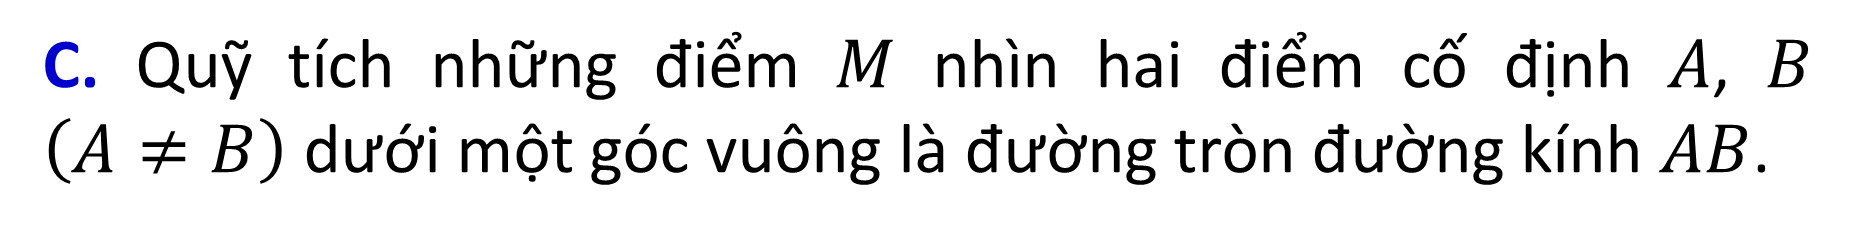 C. Quỹ tích những điểm M nhìn hai điểm cố định A, B
(A ≠ B) dưới một góc vuông là đường tròn đường kính AB.